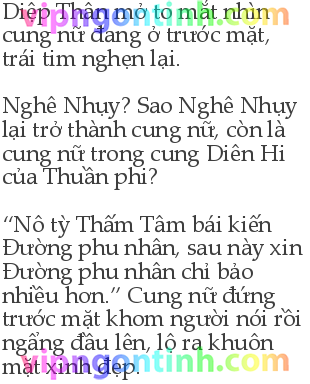 Diệp Thân mở to mắt nhìn
cung nữ đang ở trước mặt,
trái tim nghẹn lại.
Nghê Nhụy? Sao Nghê Nhụy
lại trở thành cung nữ, còn là
cung nữ trong cung Diên Hi
của Thuần phi?
“Nô tỳ Thấm Tâm bái kiến
Đường phu nhân, sau này xin
Đường phu nhân chỉ bảo
nhiều hơn.” Cung nữ đứng
trước mặt khom người nói rồi
ngẩng đầu lên, lộ ra khuôn
mặt xinh đẹp.
vipngontinh.com
vipngontinh.com